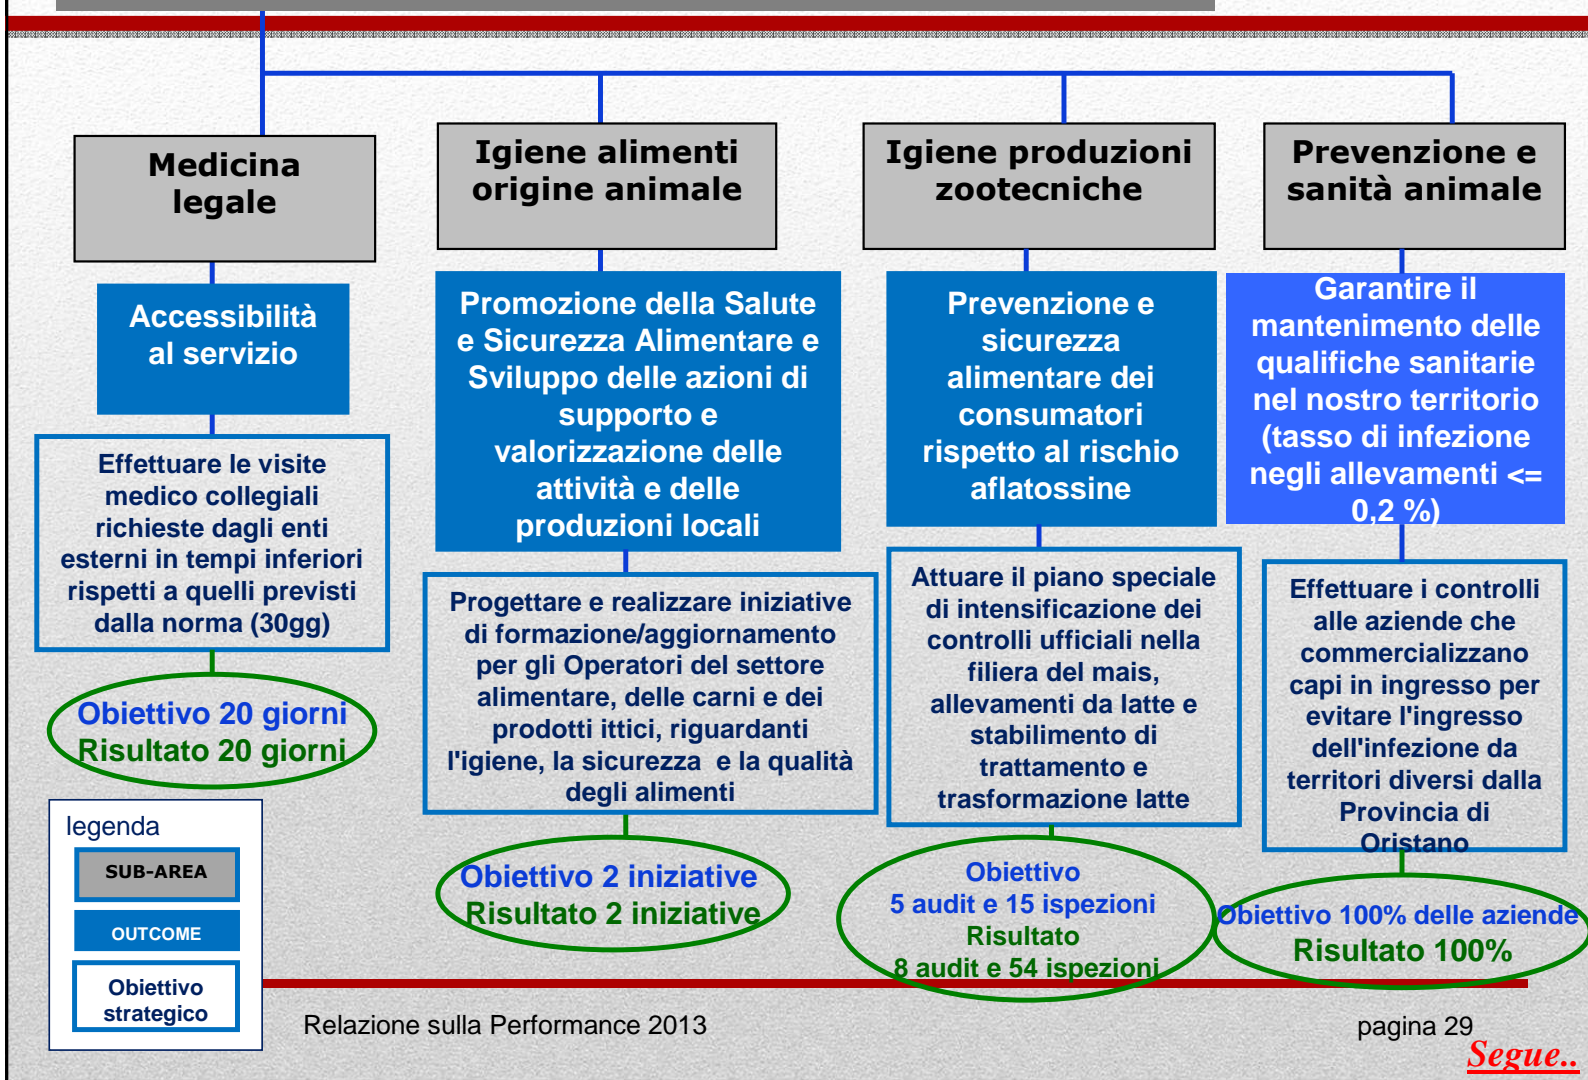 Medicina
legale
Igiene alimenti
origine animale
Igiene produzioni
zootecniche
Prevenzione e
sanità animale
Accessibilità
al servizio
Promozione della Salute
e Sicurezza Alimentare e
Sviluppo delle azioni di
supporto e
valorizzazione delle
attività e delle
produzioni locali
Prevenzione e
sicurezza
alimentare dei
consumatori
rispetto al rischio
aflatossine
Garantire il
mantenimento delle
qualifiche sanitarie
nel nostro territorio
(tasso di infezione
negli allevamenti <=
0,2 %)
Effettuare le visite
medico collegiali
richieste dagli enti
esterni in tempi inferiori
rispetti a quelli previsti
dalla norma (30gg)
Progettare e realizzare iniziative
di formazione/aggiornamento
per gli Operatori del settore
alimentare, delle carni e dei
prodotti ittici, riguardanti
l'igiene, la sicurezza e la qualità
degli alimenti
Attuare il piano speciale
di intensificazione dei
controlli ufficiali nella
filiera del mais,
allevamenti da latte e
stabilimento di
trattamento e
trasformazione latte
Effettuare i controlli
alle aziende che
commercializzano
capi in ingresso per
evitare l'ingresso
dell'infezione da
territori diversi dalla
Provincia di
Oristano
Obiettivo 20 giorni
Risultato 20 giorni
Obiettivo 2 iniziative
Risultato 2 iniziative
Obiettivo
5 audit e 15 ispezioni
Risultato
8 audit e 54 ispezioni
Obiettivo 100% delle aziende
Risultato 100%
legenda
SUB-AREA
OUTCOME
Obiettivo
strategico
Relazione sulla Performance 2013
pagina 29
Segue..